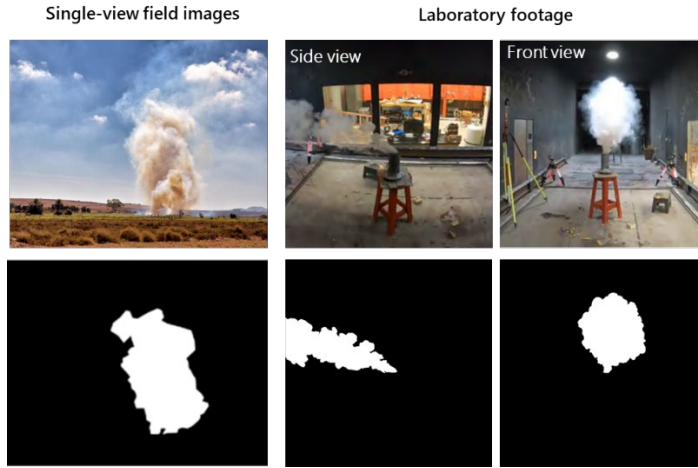 Single-view field images
Laboratory footage
Side view
Front view